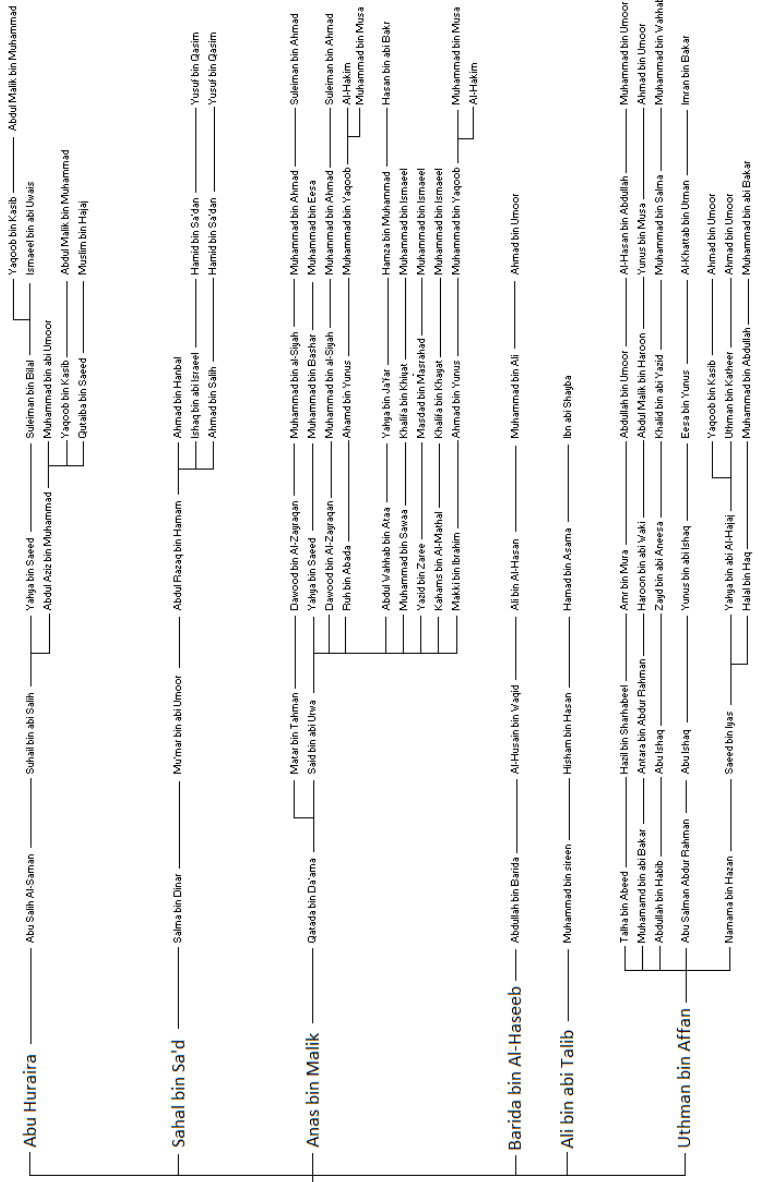 Abu Huraira
Abu Salih Al-Saman
Suhail bin abi Salih
Yahya bin Saeed
Suleiman bin Bilal
Yaqoob bin Kasib
Abdul Malik bin Muhammad
Ismaeel bin abi Uwais
Abdul Aziz bin Muhammad
Muhammad bin abi Umoor
Yaqoob bin Kasib
Abdul Malik bin Muhammad
Qutaiba bin Saeed
Muslim bin Hajaj
Sahal bin Sa'd
Salma bin Dinar
Mu'mar bin abi Umoor
Abdul Razaq bin Hamam
Ahmad bin Hanbal
Ishaq bin abi Israeel
Hamid bin Sa'dan
Yusuf bin Qasim
Ahmad bin Salih
Hamid bin Sa'dan
Yusuf bin Qasim
Anas bin Malik
Qatada bin Da'ama
Matar bin Tahman
Dawood bin Al-Zayraqan
Muhammad bin al-Siyah
Muhammad bin Ahmad
Suleiman bin Ahmad
Said bin abi Urwa
Yahya bin Saeed
Muhammad bin Bashar
Muhammad bin Eesa
Dawood bin Al-Zayraqan
Muhammad bin al-Siyah
Muhammad bin Ahmad
Suleiman bin Ahmad
Ruh bin Abada
Ahamd bin Yunus
Muhammad bin Yaqoob
Al-Hakim
Muhammad bin Musa
Abdul Wahhab bin Ataa
Yahya bin Ja'far
Hamza bin Muhammad
Hasan bin abi Bakr
Muhammad bin Sawaa
Khalifa bin Khiyat
Muhammad bin Ismaeel
Yazid bin Zaree
Masdad bin Masrahad
Muhammad bin Ismaeel
Kahams bin Al-Mathal
Khalifa bin Khayat
Muhammad bin Ismaeel
Makki bin Ibrahim
Ahmad bin Yunus
Muhammad bin Yaqoob
Muhammad bin Musa
Al-Hakim
Barida bin Al-Haseeb
Abdullah bin Barida
Al-Husain bin Waqid
Ali bin Al-Hasan
Muhammad bin Ali
Ahmad bin Umoor
Ali bin abi Talib
Muhammad bin sireen
Hisham bin Hasan
Hamad bin Asama
Ibn abi Shayba
Uthman bin Affan
Talha bin Abeed
Hazil bin Sharhabeel
Amr bin Mura
Abdullah bin Umoor
Al-Hasan bin Abdullah
Muhammad bin Umoor
Muhamamd bin abi Bakar
Antara bin Abdur Rahman
Haroon bin abi Waki
Abdul Malik bin Haroon
Yunus bin Musa
Ahmad bin Umoor
Abdullah bin Habib
Abu Ishaq
Zayd bin abi Aneesa
Khalid bin abi Yazid
Muhammad bin Salma
Muhammad bin Wahhab
Abu Salman Abdur Rahman
Abu Ishaq
Yunus bin abi Ishaq
Eesa bin Yunus
Al-Khattab bin Utman
Imran bin Bakar
Namama bin Hazan
Saeed bin Iyas
Yahya bin abi Al-Hajaj
Yaqoob bin Kasib
Ahmad bin Umoor
Uthman bin Katheer
Ahmad bin Umoor
Halal bin Haq
Muhammad bin Abdullah
Muhammad bin abi Bakar